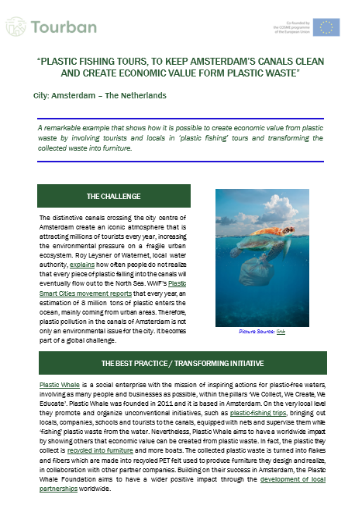 Tourban
Co-funded by
the COSME programme
of the European Union
“PLASTIC FISHING TOURS, TO KEEP AMSTERDAM’S CANALS CLEAN
AND CREATE ECONOMIC VALUE FORM PLASTIC WASTE”
City: Amsterdam – The Netherlands
A remarkable example that shows how it is possible to create economic value from plastic
waste by involving tourists and locals in ‘plastic fishing’ tours and transforming the
collected waste into furniture.
THE CHALLENGE
The distinctive canals crossing the city centre of
Amsterdam create an iconic atmosphere that is
attracting millions of tourists every year, increasing
the environmental pressure on a fragile urban
ecosystem. Roy Leysner of Waternet, local water
authority, explains how often people do not realize
that every piece of plastic falling into the canals will
eventually flow out to the North Sea. WWF’s Plastic
Smart Cities movement reports that every year, an
estimation of 8 million tons of plastic enters the
ocean, mainly coming from urban areas. Therefore,
plastic pollution in the canals of Amsterdam is not
only an environmental issue for the city. It becomes
part of a global challenge.
Picture Source: link
THE BEST PRACTICE / TRANSFORMING INITIATIVE
Plastic Whale is a social enterprise with the mission of inspiring actions for plastic-free waters,
involving as many people and businesses as possible, within the pillars ‘We Collect, We Create, We
Educate’. Plastic Whale was founded in 2011 and it is based in Amsterdam. On the very local level
they promote and organize unconventional initiatives, such as plastic-fishing trips, bringing out
locals, companies, schools and tourists to the canals, equipped with nets and supervise them while
‘fishing’ plastic waste from the water. Nevertheless, Plastic Whale aims to have a worldwide impact
by showing others that economic value can be created from plastic waste. In fact, the plastic they
collect is recycled into furniture and more boats. The collected plastic waste is turned into flakes
and fibers which are made into recycled PET felt used to produce furniture they design and realize,
in collaboration with other partner companies. Building on their success in Amsterdam, the Plastic
Whale Foundation aims to have a wider positive impact through the development of local
partnerships worldwide.